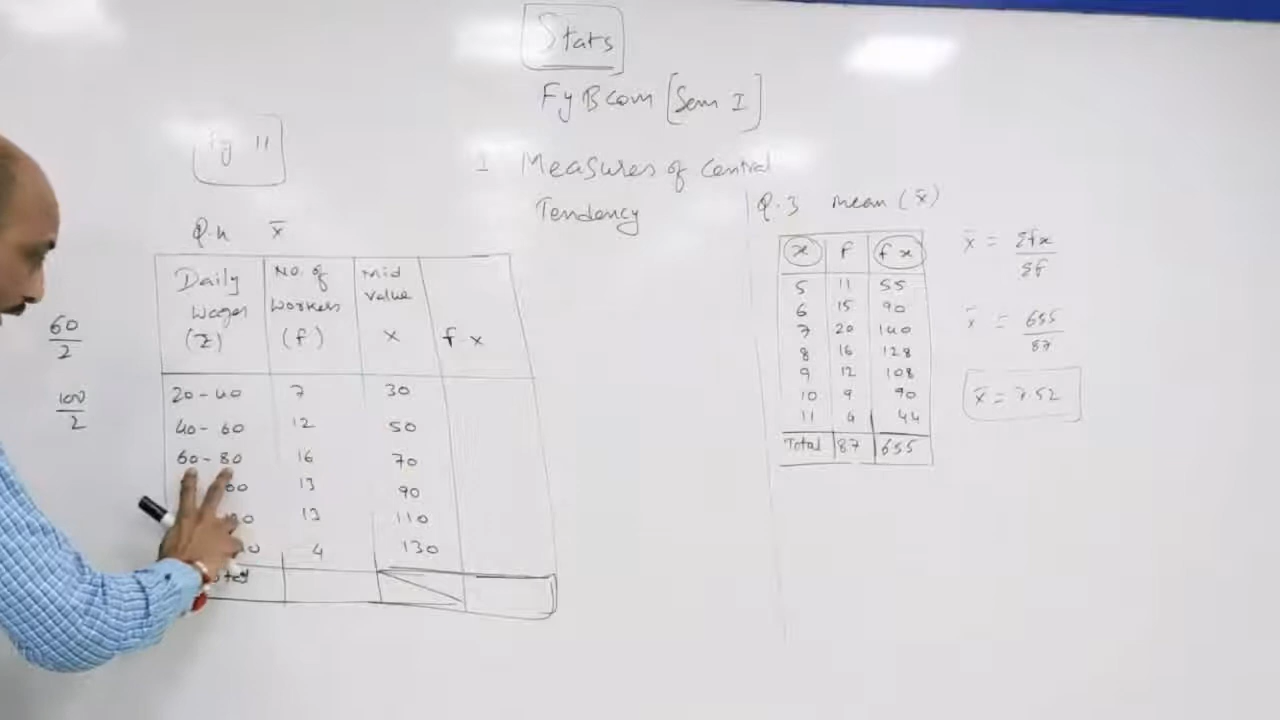 Stats
Fy B com [Sem I]
Fy 11
1 Measures of Central
Tendency
Q.4 x̄
Daily Wages (Σ) | No. of Workers (f) | Mid Value x | f x
20-40 7 30
40-60 12 50
60-80 16 70
00 13 90
13 110
4 130
60/2
100/2
Q.3 mean (x̄)
x f f x
5 11 55
6 15 90
7 20 140
8 16 128
9 12 108
10 9 90
11 4 44
Total 87 655
x̄ = Σfx/Σf
x̄ = 655/87
x̄ = 7.52